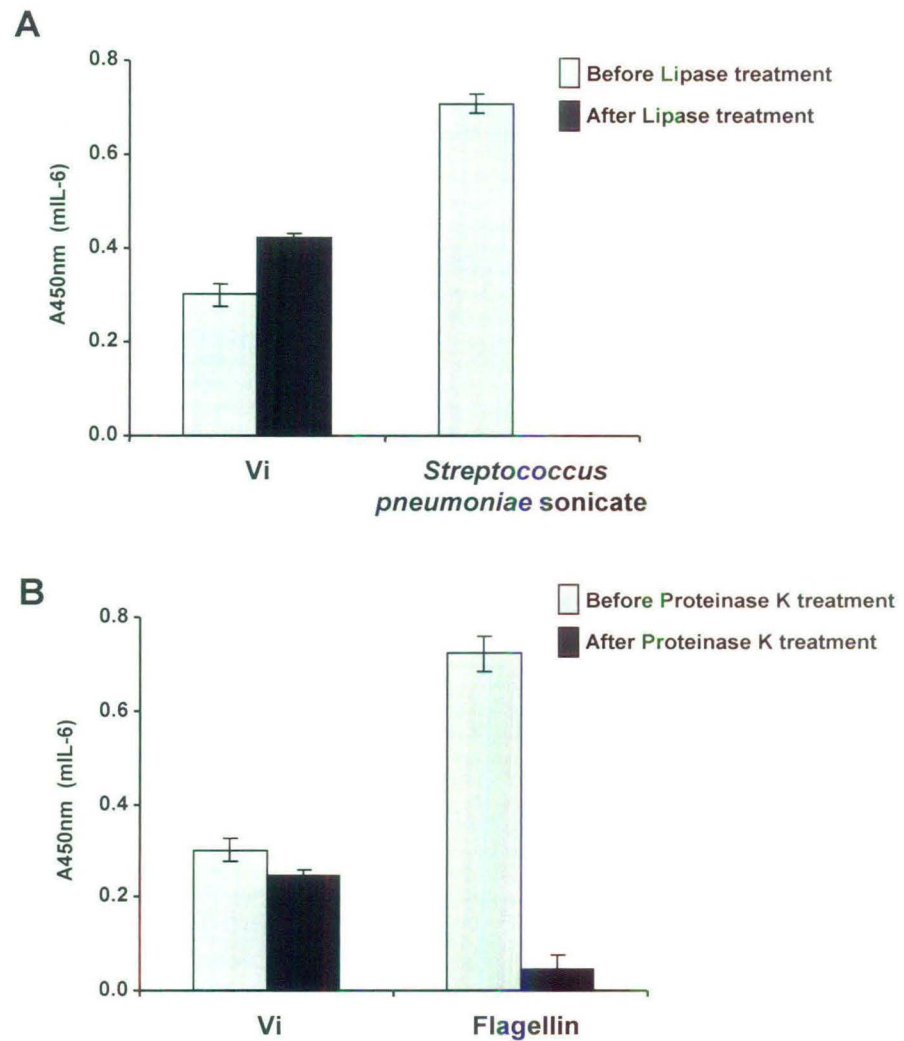 A
0.8
0.6
0.4
0.2
0.0
A450nm (mIL-6)
Before Lipase treatment
After Lipase treatment
Vi
Streptococcus
pneumoniae sonicate
B
0.8
0.6
0.4
0.2
0.0
A450nm (mIL-6)
Before Proteinase K treatment
After Proteinase K treatment
Vi
Flagellin